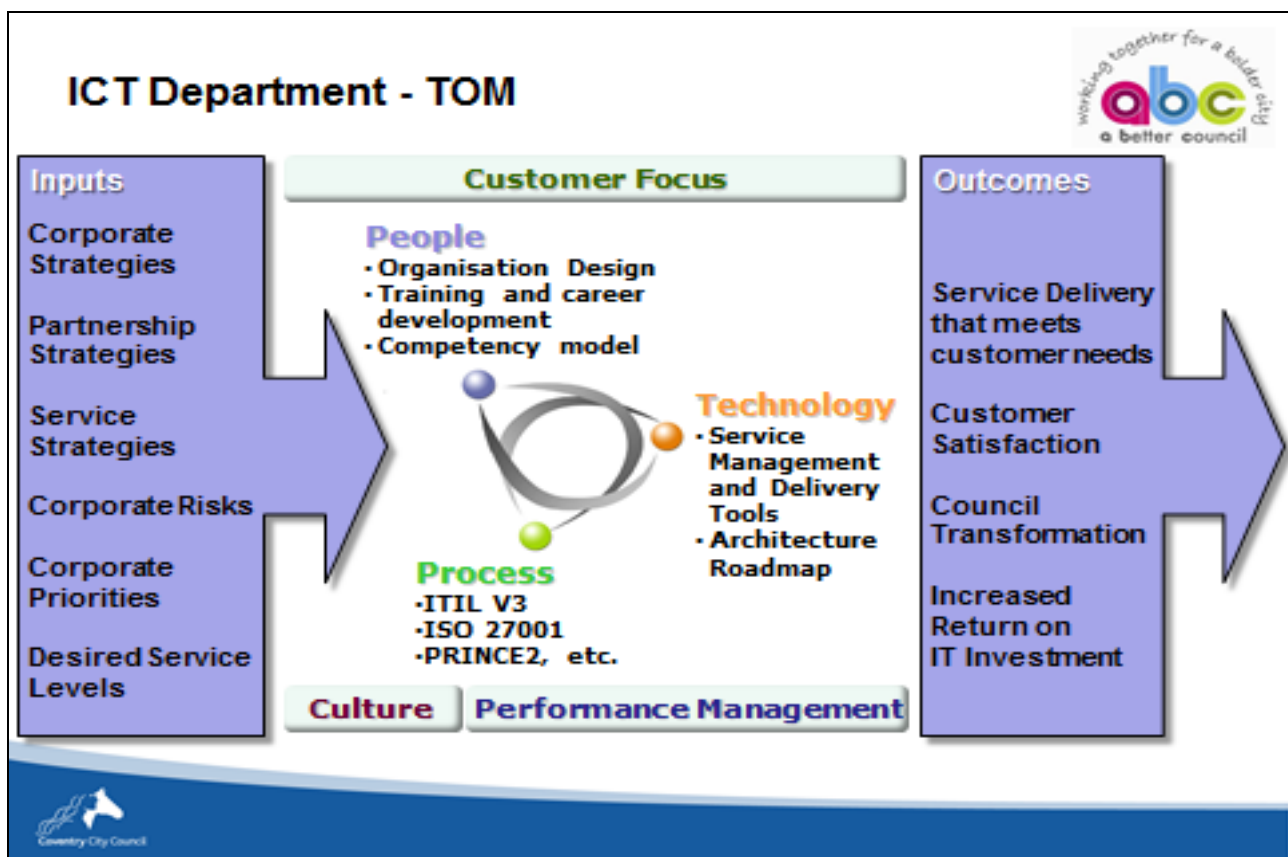 ICT Department - TOM
working together for a bolder city
abc
a better council
Inputs
Corporate
Strategies
Partnership
Strategies
Service
Strategies
Corporate Risks
Corporate
Priorities
Desired Service
Levels
Customer Focus
People
· Organisation Design
· Training and career
development
· Competency model
Technology
· Service
Management
and Delivery
Tools
· Architecture
Roadmap
Process
·ITIL V3
·ISO 27001
·PRINCE2, etc.
Culture
Performance Management
Outcomes
Service Delivery
that meets
customer needs
Customer
Satisfaction
Council
Transformation
Increased
Return on
IT Investment
Coventry City Council